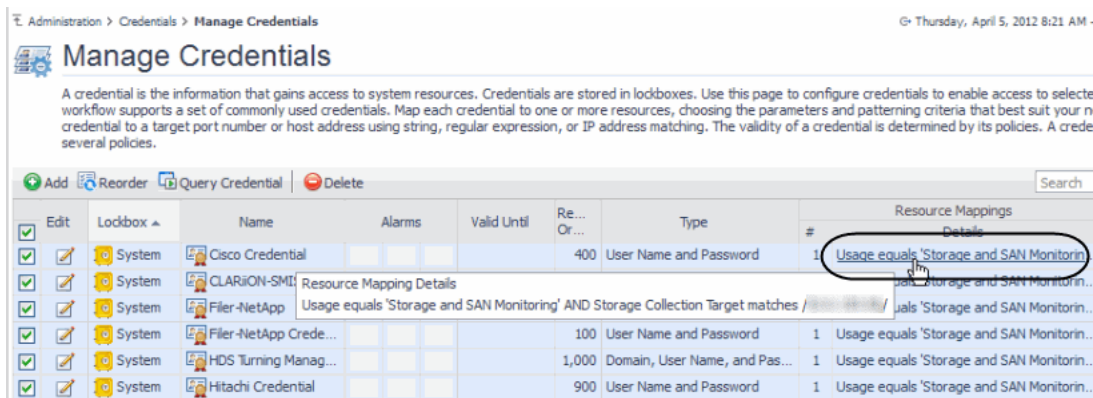 Administration > Credentials > Manage Credentials
Thursday, April 5, 2012 8:21 AM -
Manage Credentials
A credential is the information that gains access to system resources. Credentials are stored in lockboxes. Use this page to configure credentials to enable access to selecte
workflow supports a set of commonly used credentials. Map each credential to one or more resources, choosing the parameters and patterning criteria that best suit your n
credential to a target port number or host address using string, regular expression, or IP address matching. The validity of a credential is determined by its policies. A crede
several policies.
Add Reorder Query Credential Delete Search
Edit Lockbox Name Alarms Valid Until Re... Or... Type Resource Mappings
# Details
System Cisco Credential 400 User Name and Password 1 Usage equals 'Storage and SAN Monitorin..
System CLARiiON-SMI Resource Mapping Details uals 'Storage and SAN Monitorin..
System Filer-NetApp Usage equals 'Storage and SAN Monitoring' AND Storage Collection Target matches / / uals 'Storage and SAN Monitorin..
System Filer-NetApp Crede... 100 User Name and Password 1 Usage equals 'Storage and SAN Monitorin..
System HDS Turning Manag... 1,000 Domain, User Name, and Pas... 1 Usage equals 'Storage and SAN Monitorin..
System Hitachi Credential 900 User Name and Password 1 Usage equals 'Storage and SAN Monitorin..